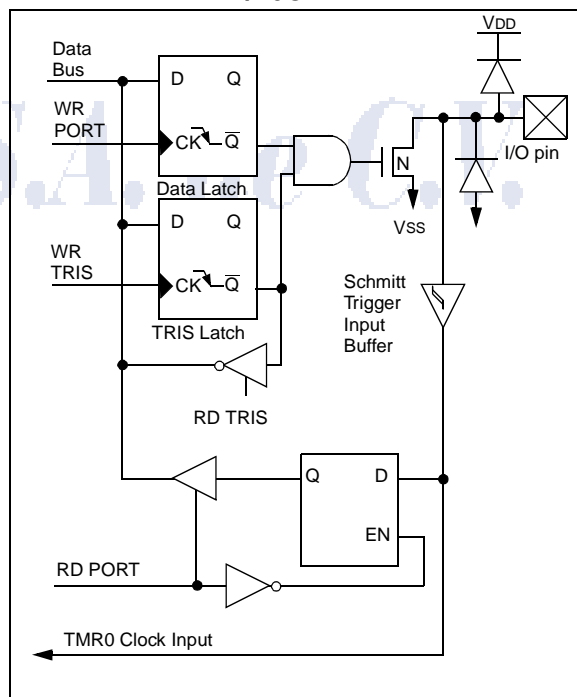 VDD
Data
Bus
D Q
WR
PORT
CK Q
Data Latch
N
I/O pin
VSS
D Q
WR
TRIS
CK Q
TRIS Latch
Schmitt
Trigger
Input
Buffer
RD TRIS
Q D
EN
RD PORT
TMR0 Clock Input